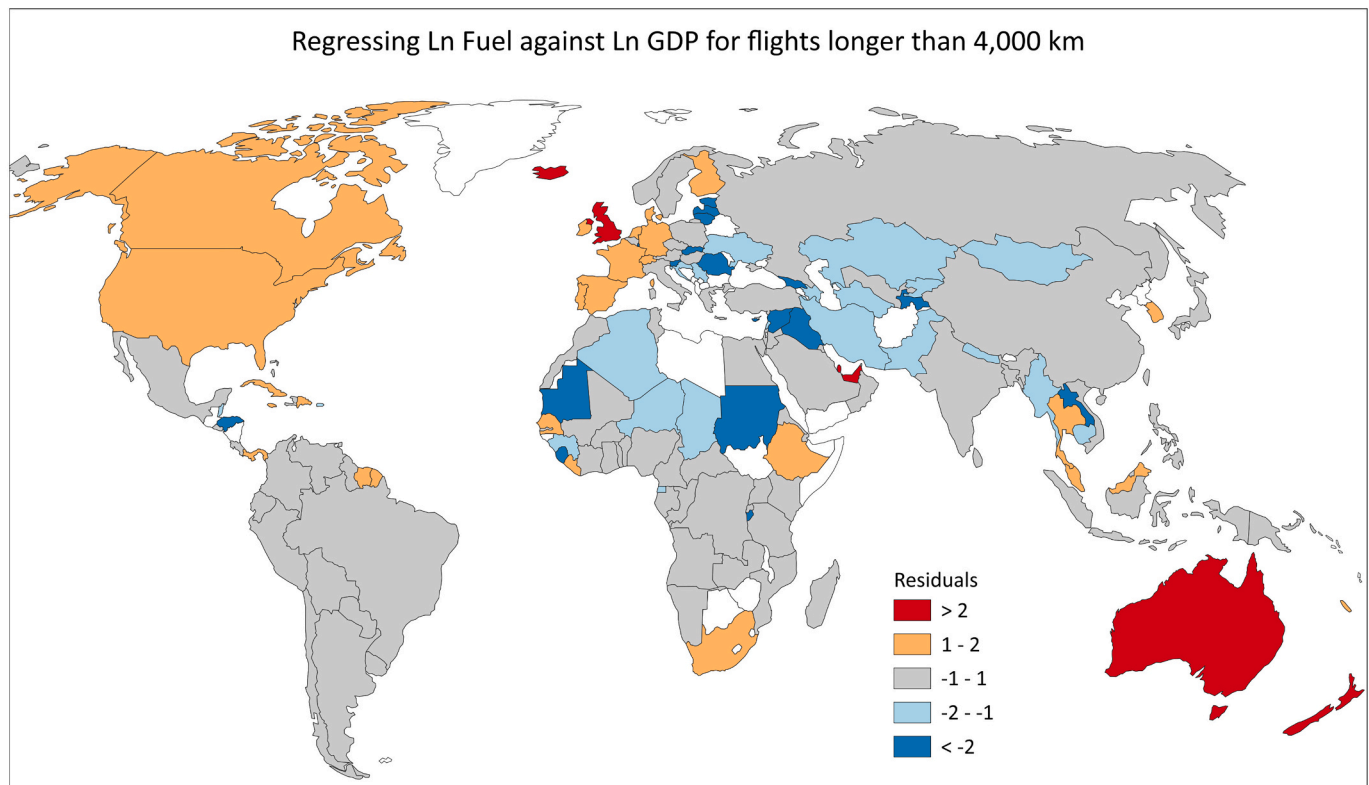 Regressing Ln Fuel against Ln GDP for flights longer than 4,000 km
Residuals
> 2
1 - 2
-1 - 1
-2 - -1
< -2